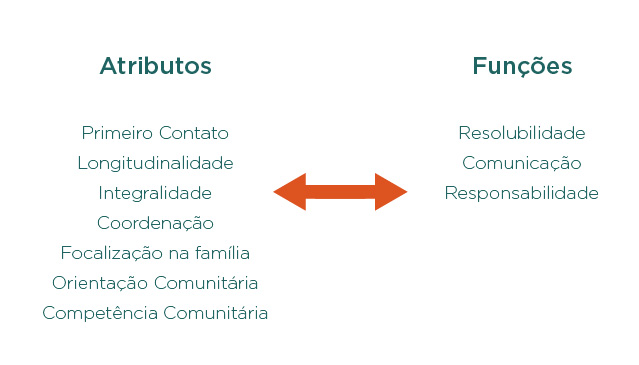 Atributos
Primeiro Contato
Longitudinalidade
Integralidade
Coordenação
Focalização na família
Orientação Comunitária
Competência Comunitária
Funções
Resolubilidade
Comunicação
Responsabilidade